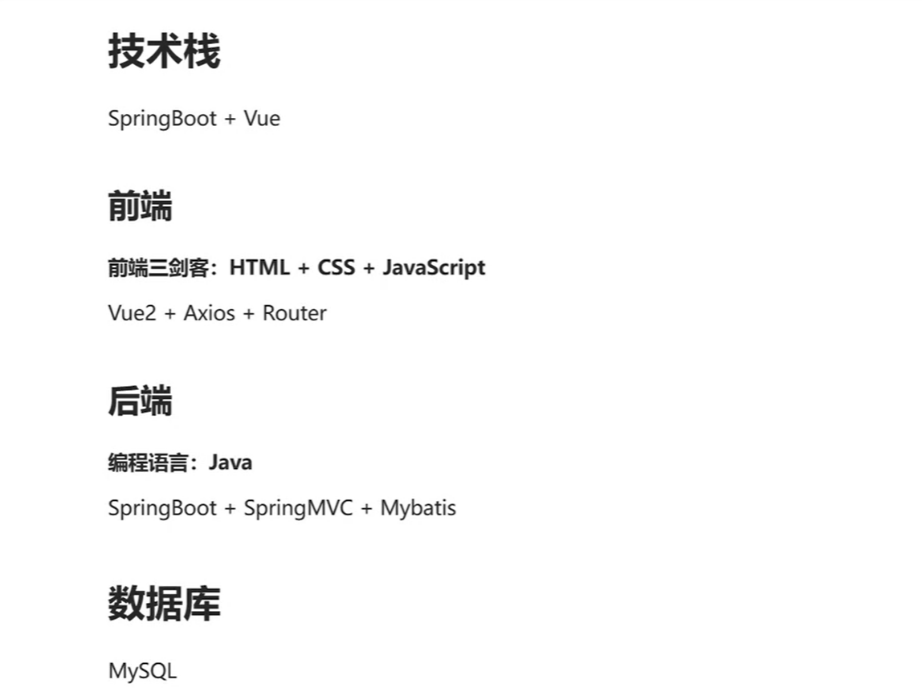 技术栈
SpringBoot + Vue
前端
前端三剑客：HTML + CSS + JavaScript
Vue2 + Axios + Router
后端
编程语言：Java
SpringBoot + SpringMVC + Mybatis
数据库
MySQL